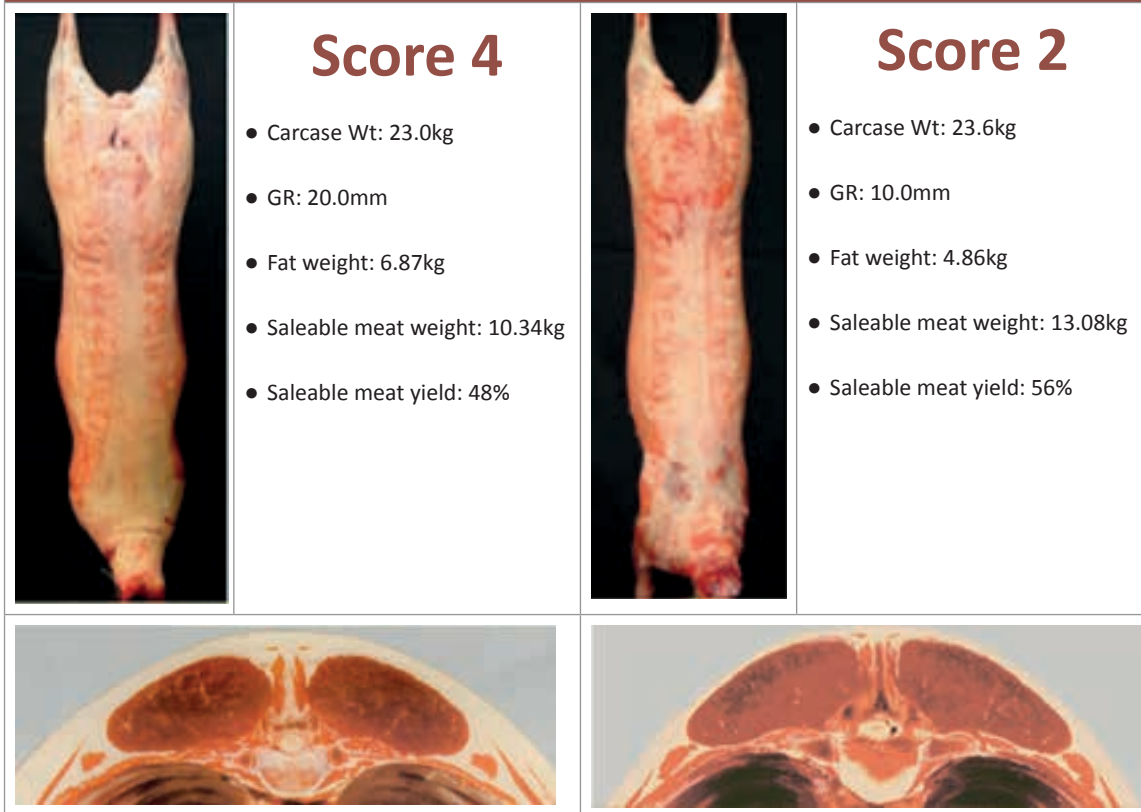 Score 4
● Carcase Wt: 23.0kg
● GR: 20.0mm
● Fat weight: 6.87kg
● Saleable meat weight: 10.34kg
● Saleable meat yield: 48%
Score 2
● Carcase Wt: 23.6kg
● GR: 10.0mm
● Fat weight: 4.86kg
● Saleable meat weight: 13.08kg
● Saleable meat yield: 56%